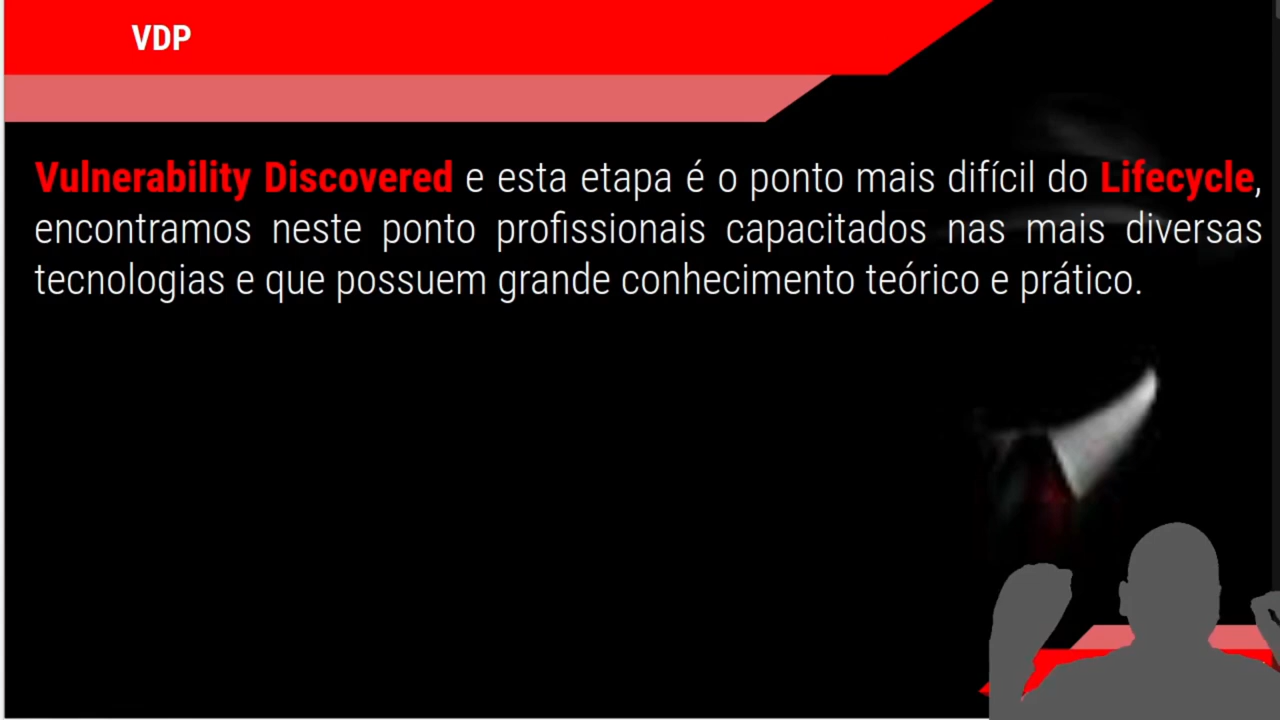 VDP
Vulnerability Discovered e esta etapa é o ponto mais difícil do Lifecycle,
encontramos neste ponto profissionais capacitados nas mais diversas
tecnologias e que possuem grande conhecimento teórico e prático.